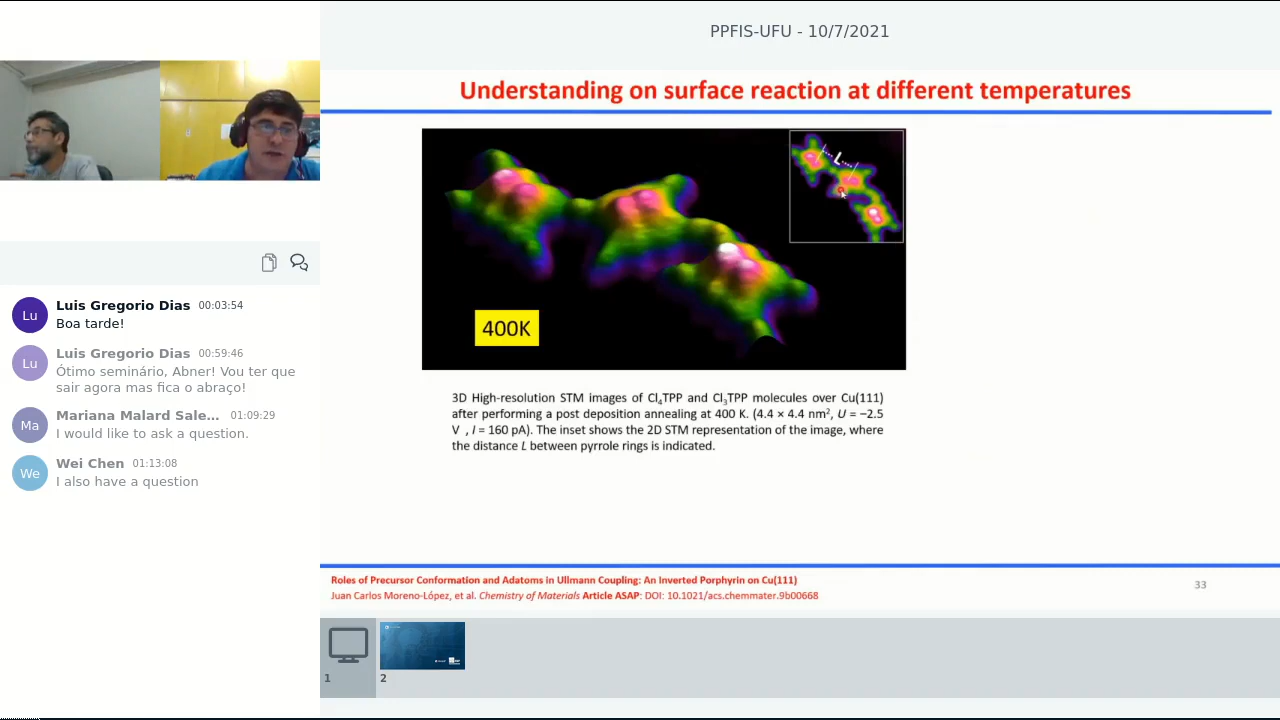 PPFIS-UFU - 10/7/2021
Understanding on surface reaction at different temperatures
L
400K
3D High-resolution STM images of Cl₄TPP and Cl₃TPP molecules over Cu(111)
after performing a post deposition annealing at 400 K. (4.4 × 4.4 nm², U = −2.5
V , I = 160 pA). The inset shows the 2D STM representation of the image, where
the distance L between pyrrole rings is indicated.
Roles of Precursor Conformation and Adatoms in Ullmann Coupling: An Inverted Porphyrin on Cu(111)
Juan Carlos Moreno-López, et al. Chemistry of Materials Article ASAP: DOI: 10.1021/acs.chemmater.9b00668
33
Lu
Luis Gregorio Dias 00:03:54
Boa tarde!
Lu
Luis Gregorio Dias 00:59:46
Ótimo seminário, Abner! Vou ter que
sair agora mas fica o abraço!
Ma
Mariana Malard Sale... 01:09:29
I would like to ask a question.
We
Wei Chen 01:13:08
I also have a question
1
2